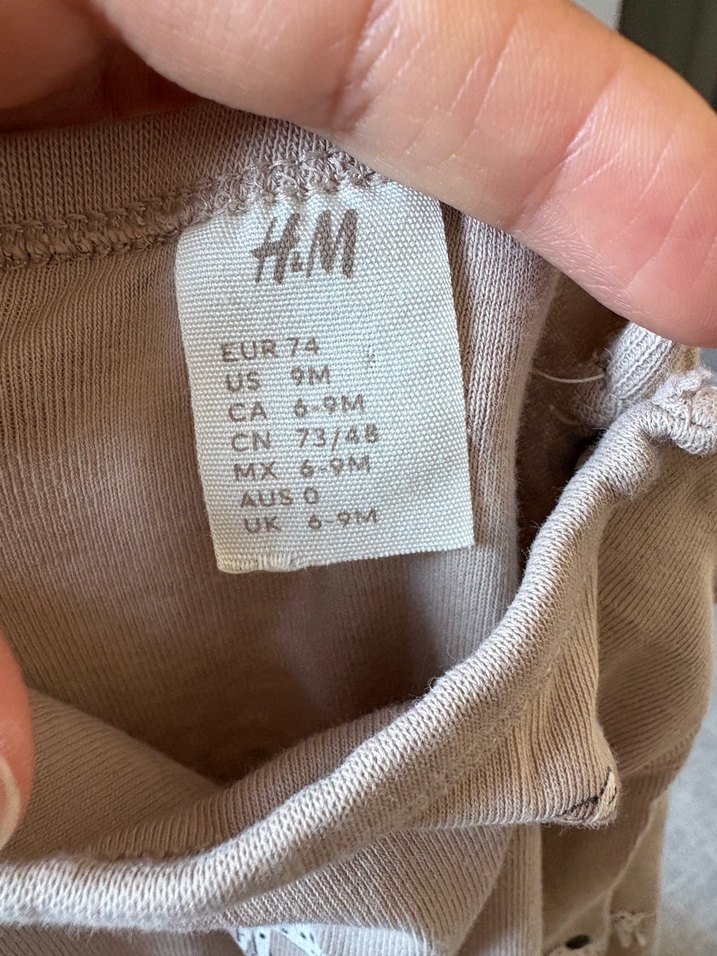 H&M
EUR 74
US 9M
CA 6-9M
CN 73/48
MX 6-9M
AUS 0
UK 6-9M